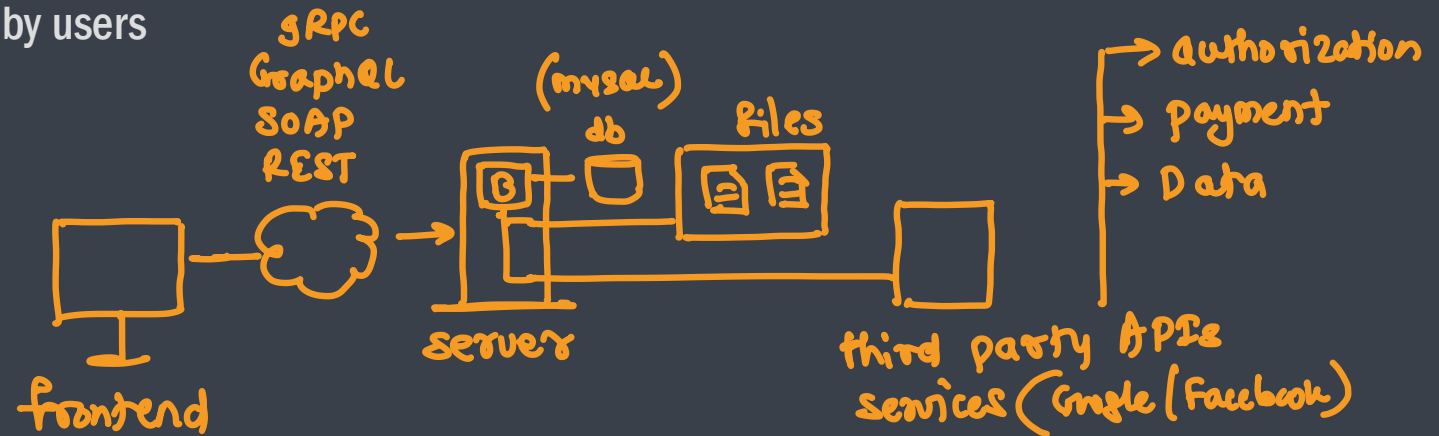 by users
gRPC
GraphQL
SOAP
REST
(mysql)
db
files
B
server
frontend
third party APIs
services (Google / Facebook)
authorization
payment
Data